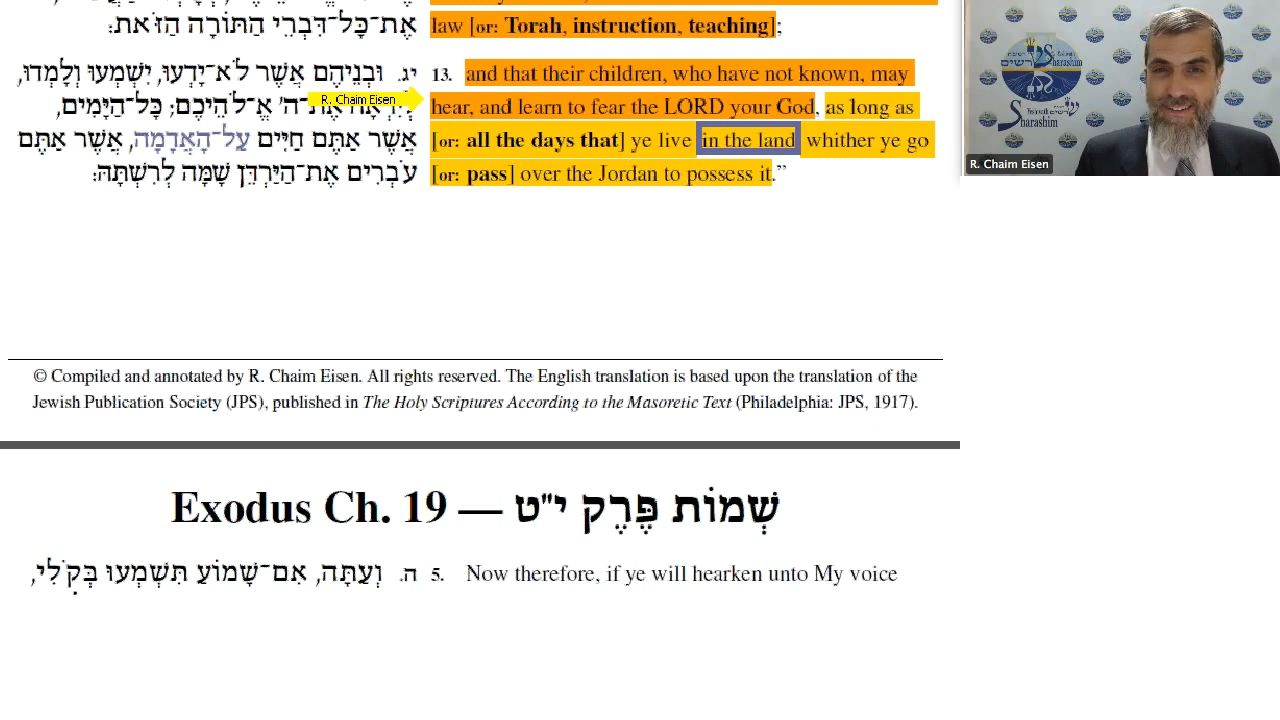 אֶת־כָּל־דִּבְרֵי הַתּוֹרָה הַזֹּאת:
law [or: Torah, instruction, teaching];
יג. וּבְנֵיהֶם אֲשֶׁר לֹא־יָדְעוּ, יִשְׁמְעוּ וְלָמְדוּ,
13. and that their children, who have not known, may
אֶת־ה' אֱ־לֹהֵיכֶם; כָּל־הַיָּמִים,
R. Chaim Eisen
hear, and learn to fear the LORD your God, as long as
אֲשֶׁר אַתֶּם חַיִּים עַל־הָאֲדָמָה, אֲשֶׁר אַתֶּם
[or: all the days that] ye live in the land whither ye go
עֹבְרִים אֶת־הַיַּרְדֵּן שָׁמָּה לְרִשְׁתָּהּ:
[or: pass] over the Jordan to possess it.”
© Compiled and annotated by R. Chaim Eisen. All rights reserved. The English translation is based upon the translation of the
Jewish Publication Society (JPS), published in The Holy Scriptures According to the Masoretic Text (Philadelphia: JPS, 1917).
Exodus Ch. 19 — שְׁמוֹת פֶּרֶק י"ט
ה. וְעַתָּה, אִם־שָׁמוֹעַ תִּשְׁמְעוּ בְּקֹלִי,
5. Now therefore, if ye will hearken unto My voice
Sharashim
Sharashim
R. Chaim Eisen